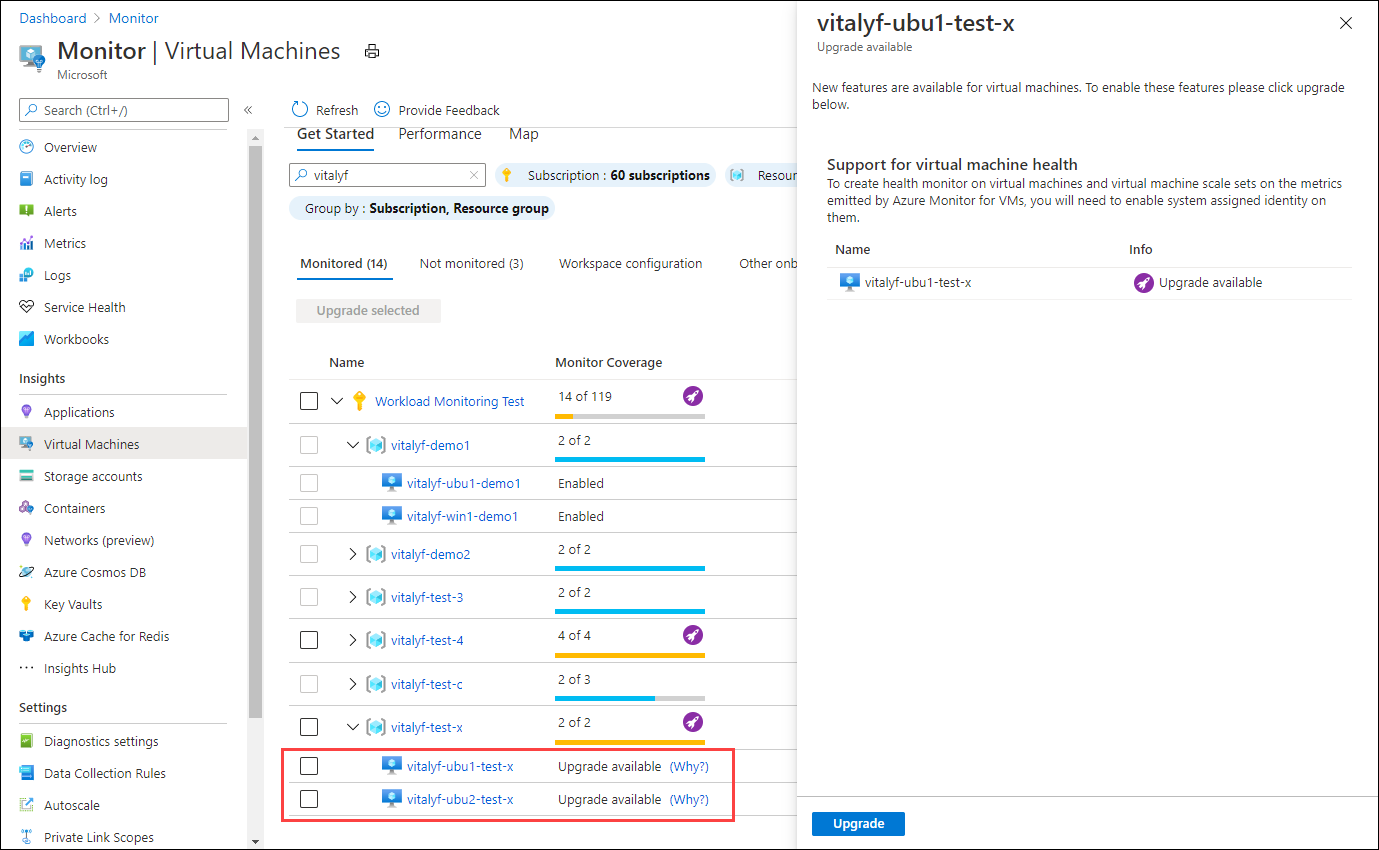 Dashboard > Monitor
Monitor | Virtual Machines
Microsoft
Search (Ctrl+/)
«
Overview
Activity log
Alerts
Metrics
Logs
Service Health
Workbooks
Insights
Applications
Virtual Machines
Storage accounts
Containers
Networks (preview)
Azure Cosmos DB
Key Vaults
Azure Cache for Redis
Insights Hub
Settings
Diagnostics settings
Data Collection Rules
Autoscale
Private Link Scopes
Refresh Provide Feedback
Get Started Performance Map
vitalyf
Subscription : 60 subscriptions
Resour
Group by : Subscription, Resource group
Monitored (14) Not monitored (3) Workspace configuration Other onb
Upgrade selected
Name Monitor Coverage
Workload Monitoring Test 14 of 119
vitalyf-demo1 2 of 2
vitalyf-ubu1-demo1 Enabled
vitalyf-win1-demo1 Enabled
vitalyf-demo2 2 of 2
vitalyf-test-3 2 of 2
vitalyf-test-4 4 of 4
vitalyf-test-c 2 of 3
vitalyf-test-x 2 of 2
vitalyf-ubu1-test-x Upgrade available (Why?)
vitalyf-ubu2-test-x Upgrade available (Why?)
vitalyf-ubu1-test-x
Upgrade available
New features are available for virtual machines. To enable these features please click upgrade
below.
Support for virtual machine health
To create health monitor on virtual machines and virtual machine scale sets on the metrics
emitted by Azure Monitor for VMs, you will need to enable system assigned identity on
them.
Name Info
vitalyf-ubu1-test-x Upgrade available
Upgrade